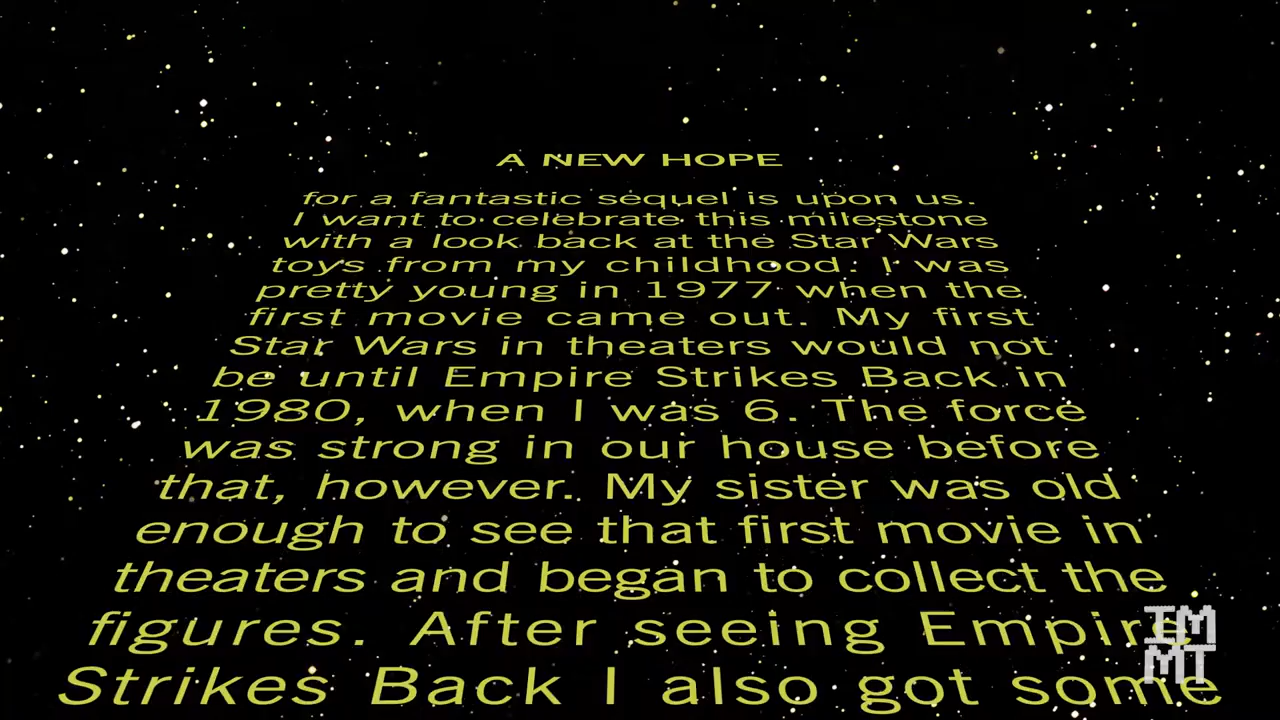 A NEW HOPE
for a fantastic sequel is upon us.
I want to celebrate this milestone
with a look back at the Star Wars
toys from my childhood. I was
pretty young in 1977 when the
first movie came out. My first
Star Wars in theaters would not
be until Empire Strikes Back in
1980, when I was 6. The force
was strong in our house before
that, however. My sister was old
enough to see that first movie in
theaters and began to collect the
figures. After seeing Empire
Strikes Back I also got some
IM
MT